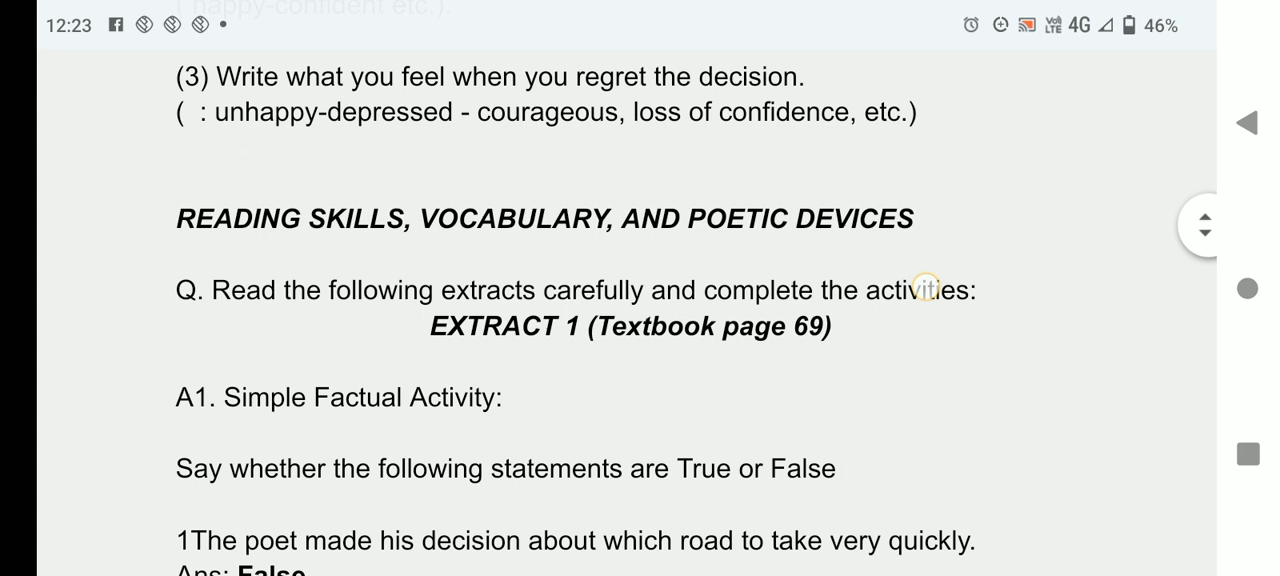 ( happy-confident etc.).
12:23 4G 46%
(3) Write what you feel when you regret the decision.
( : unhappy-depressed - courageous, loss of confidence, etc.)
READING SKILLS, VOCABULARY, AND POETIC DEVICES
Q. Read the following extracts carefully and complete the activities:
EXTRACT 1 (Textbook page 69)
A1. Simple Factual Activity:
Say whether the following statements are True or False
1The poet made his decision about which road to take very quickly.
Ans: False